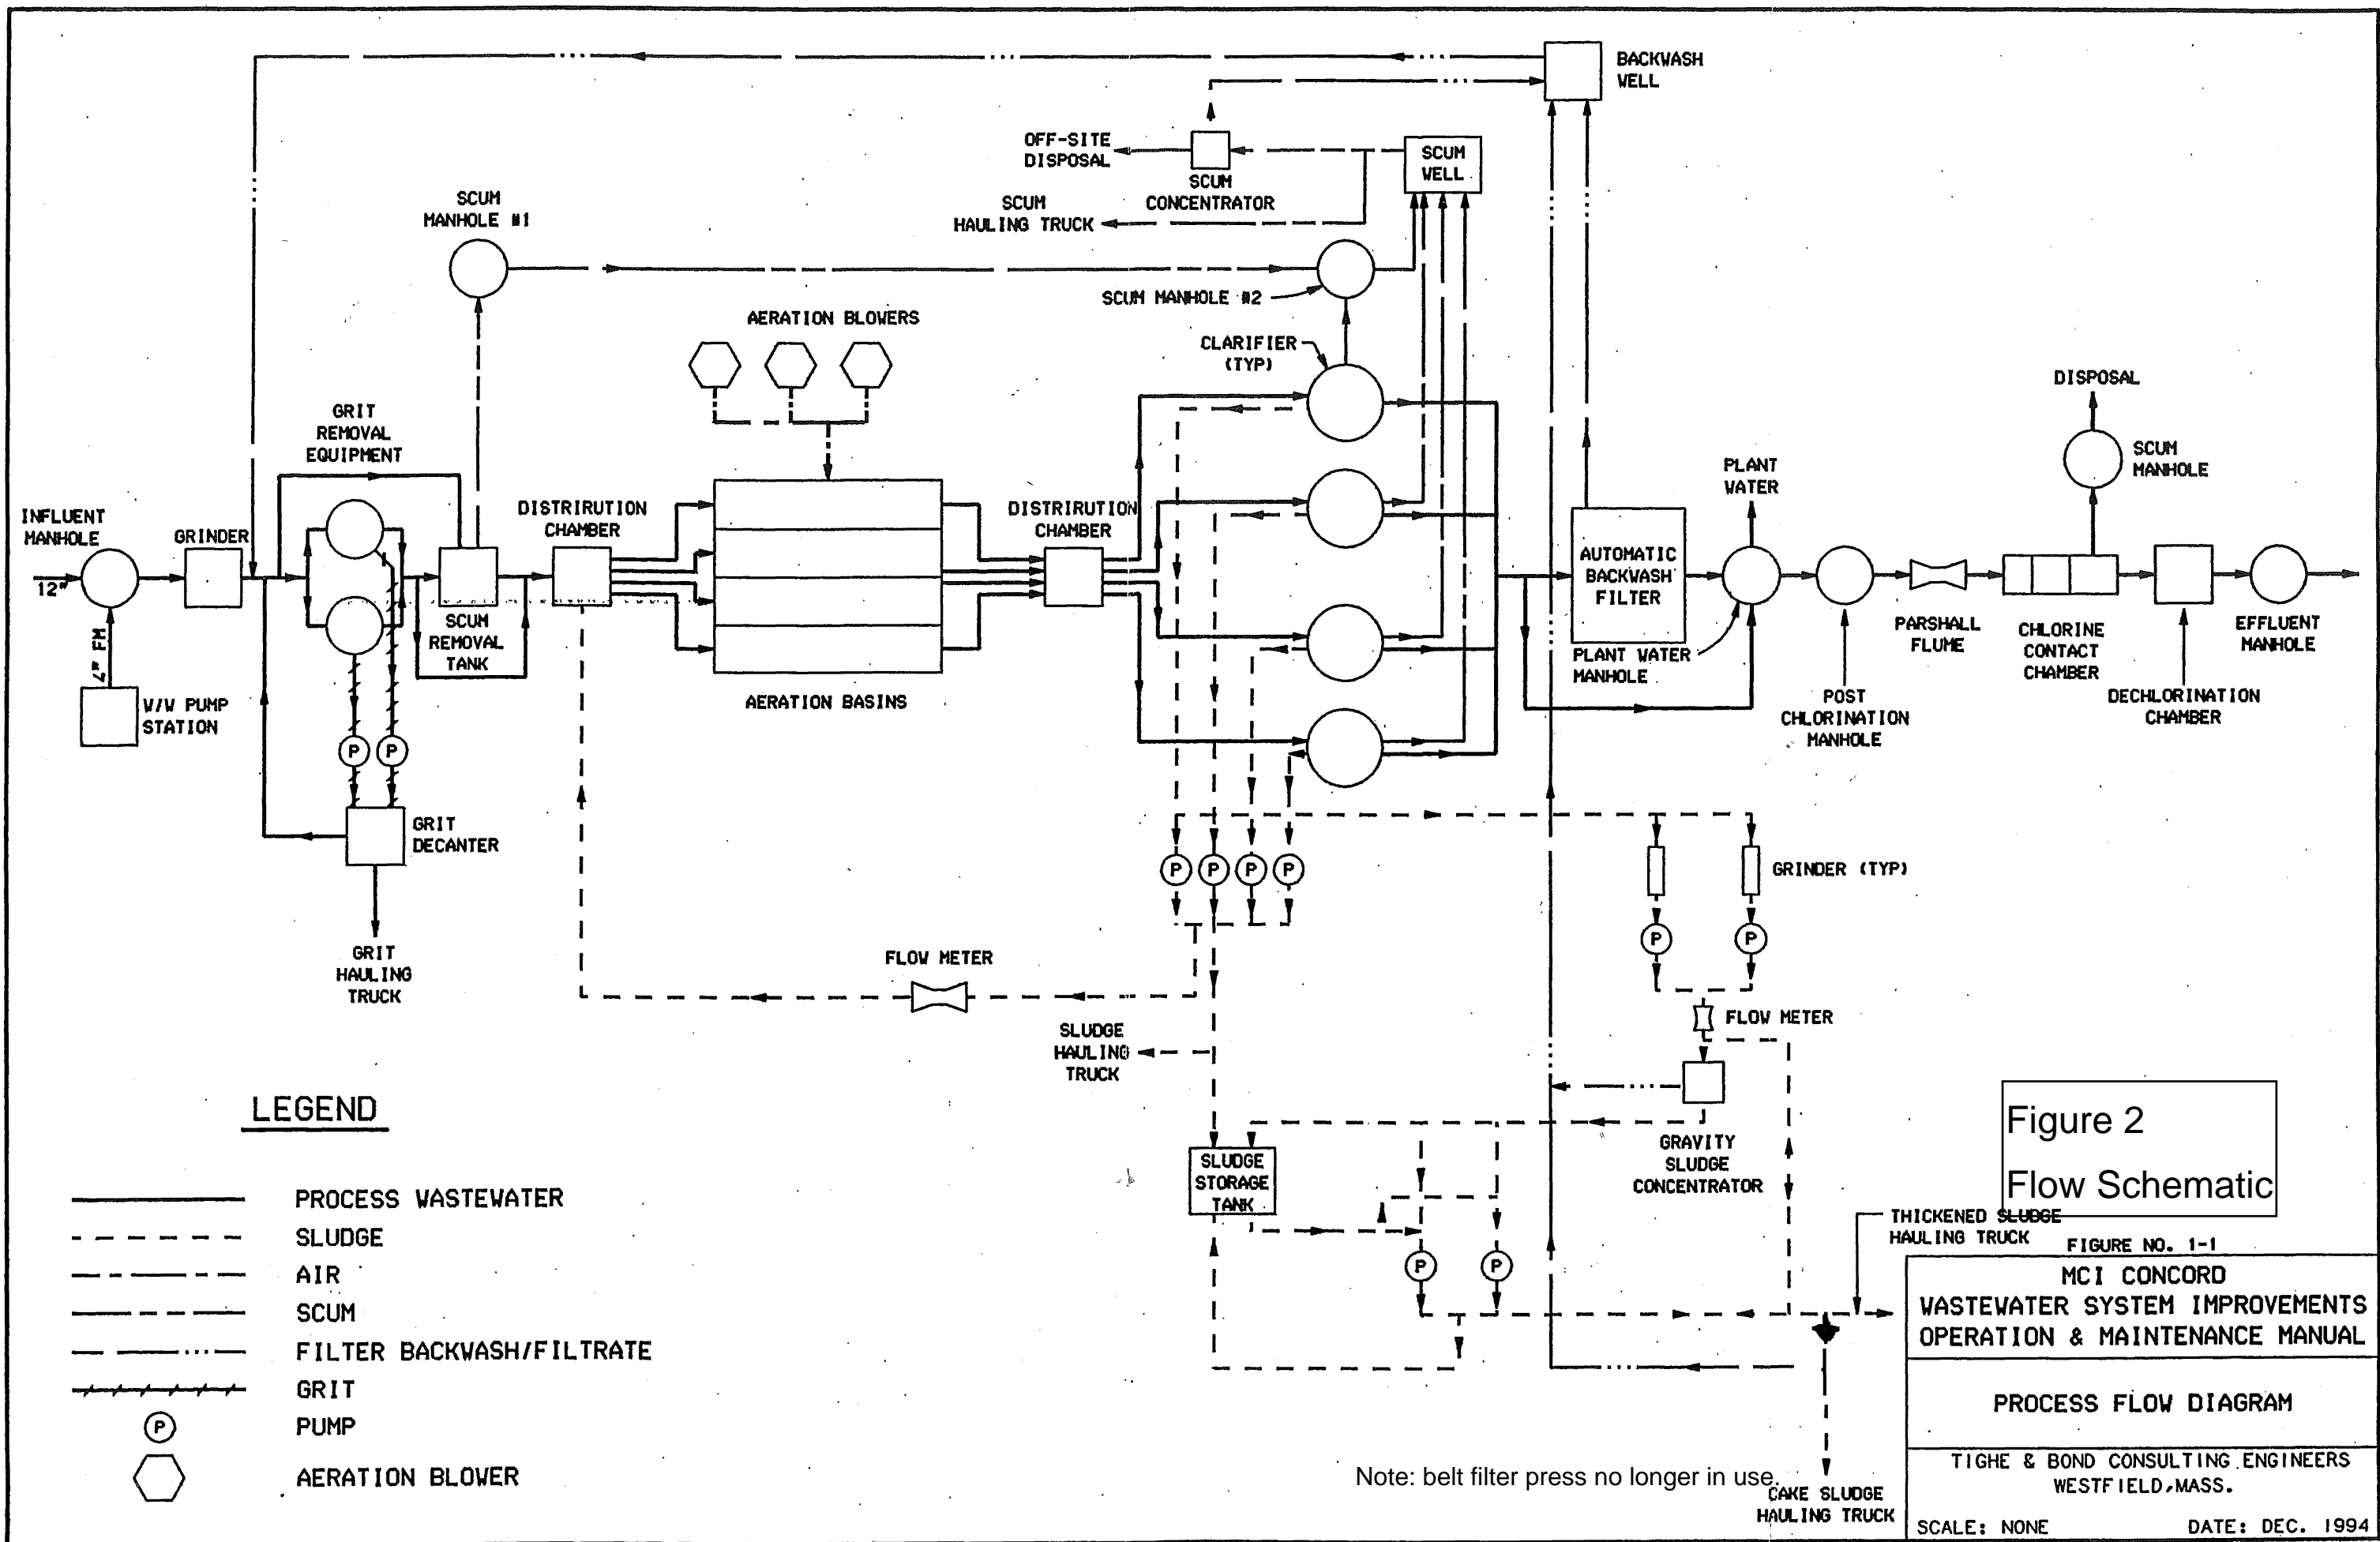 BACKWASH
WELL
OFF-SITE
DISPOSAL
SCUM
CONCENTRATOR
SCUM
WELL
SCUM
HAULING TRUCK
SCUM
MANHOLE #1
SCUM MANHOLE #2
AERATION BLOWERS
CLARIFIER
(TYP)
DISPOSAL
SCUM
MANHOLE
GRIT
REMOVAL
EQUIPMENT
INFLUENT
MANHOLE
12"
GRINDER
DISTRIRUTION
CHAMBER
DISTRIRUTION
CHAMBER
PLANT
WATER
AUTOMATIC
BACKWASH
FILTER
SCUM
REMOVAL
TANK
4" FM
W/W PUMP
STATION
AERATION BASINS
PLANT WATER
MANHOLE
POST
CHLORINATION
MANHOLE
PARSHALL
FLUME
CHLORINE
CONTACT
CHAMBER
DECHLORINATION
CHAMBER
EFFLUENT
MANHOLE
P
P
GRIT
DECANTER
GRIT
HAULING
TRUCK
P
P
P
P
GRINDER (TYP)
P
P
FLOW METER
FLOW METER
SLUDGE
HAULING
TRUCK
GRAVITY
SLUDGE
CONCENTRATOR
SLUDGE
STORAGE
TANK
P
P
THICKENED SLUDGE
HAULING TRUCK
CAKE SLUDGE
HAULING TRUCK
Note: belt filter press no longer in use.
LEGEND
PROCESS WASTEWATER
SLUDGE
AIR
SCUM
FILTER BACKWASH/FILTRATE
GRIT
P
PUMP
AERATION BLOWER
Figure 2
Flow Schematic
FIGURE NO. 1-1
MCI CONCORD
WASTEWATER SYSTEM IMPROVEMENTS
OPERATION & MAINTENANCE MANUAL
PROCESS FLOW DIAGRAM
TIGHE & BOND CONSULTING ENGINEERS
WESTFIELD, MASS.
SCALE: NONE
DATE: DEC. 1994